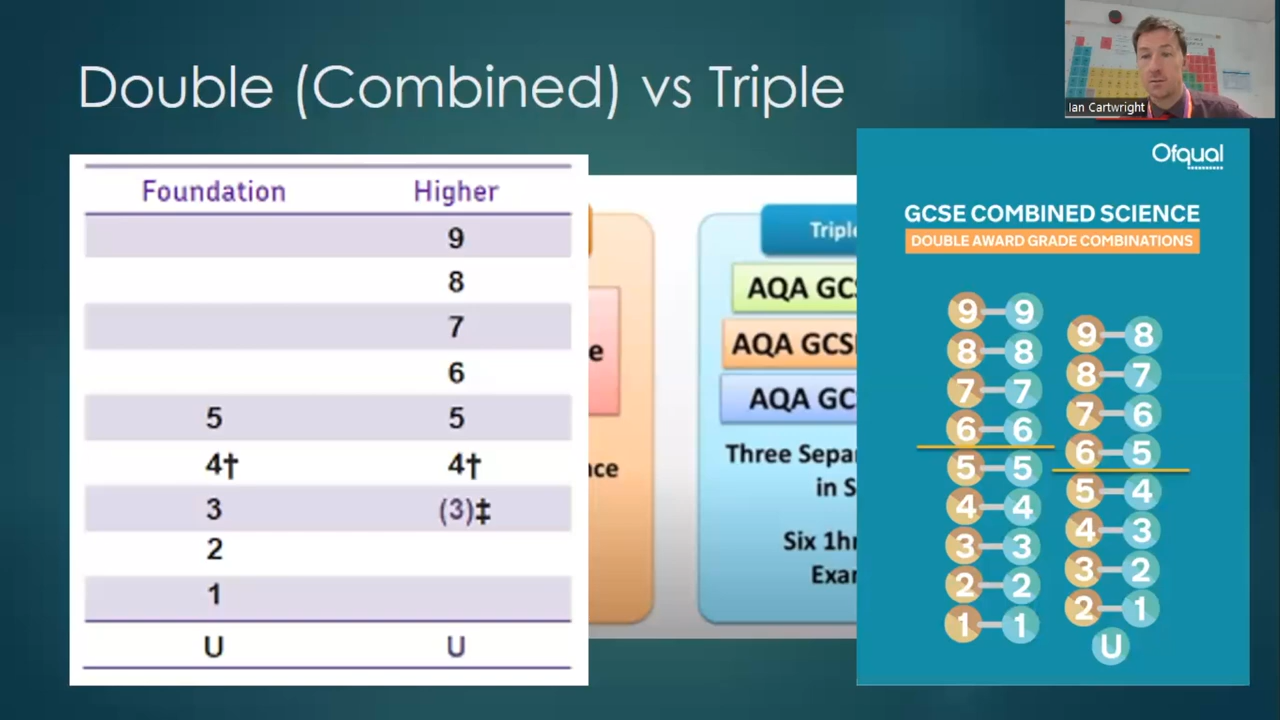 Double (Combined) vs Triple
Ian Cartwright
Foundation Higher
9
8
7
6
5 5
4† 4†
3 (3)‡
2
1
U U
Triple
AQA GCS
AQA GCSE
AQA GC
Three Separ
in S
Six 1hr
Exam
Ofqual
GCSE COMBINED SCIENCE
DOUBLE AWARD GRADE COMBINATIONS
9-9
9-8
8-8
8-7
7-7
7-6
6-6
6-5
5-5
5-4
4-4
4-3
3-3
3-2
2-2
2-1
1-1
U